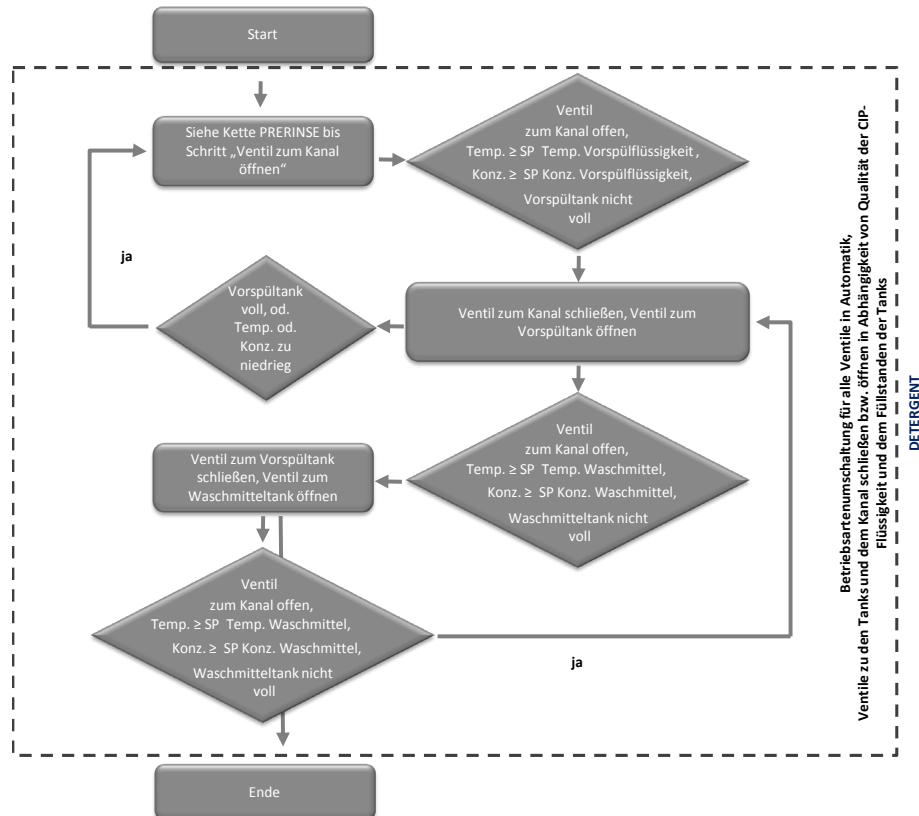 Start
Siehe Kette PRERINSE bis
Schritt „Ventil zum Kanal
öffnen“
Ventil
zum Kanal offen,
Temp. ≥ SP Temp. Vorspülflüssigkeit,
Konz. ≥ SP Konz. Vorspülflüssigkeit,
Vorspültank nicht
voll
ja
Vorspültank
voll, od.
Temp. od.
Konz. zu
niedrieg
Ventil zum Kanal schließen, Ventil zum
Vorspültank öffnen
Ventil zum Vorspültank
schließen, Ventil zum
Waschmitteltank öffnen
Ventil
zum Kanal offen,
Temp. ≥ SP Temp. Waschmittel,
Konz. ≥ SP Konz. Waschmittel,
Waschmitteltank nicht
voll
Ventil
zum Kanal offen,
Temp. ≥ SP Temp. Waschmittel,
Konz. ≥ SP Konz. Waschmittel,
Waschmitteltank nicht
voll
ja
Ende
Betriebsartenumschaltung für alle Ventile in Automatik,
Ventile zu den Tanks und dem Kanal schließen bzw. öffnen in Abhängigkeit von Qualität der CIP-
Flüssigkeit und dem Füllstanden der Tanks
DETERGENT